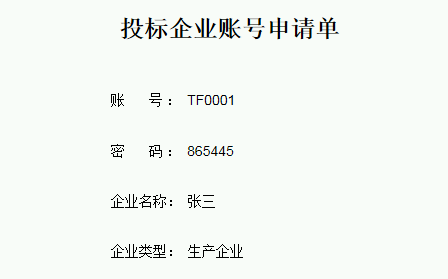 投标企业账号申请单
账 号： TF0001
密 码： 865445
企业名称： 张三
企业类型： 生产企业